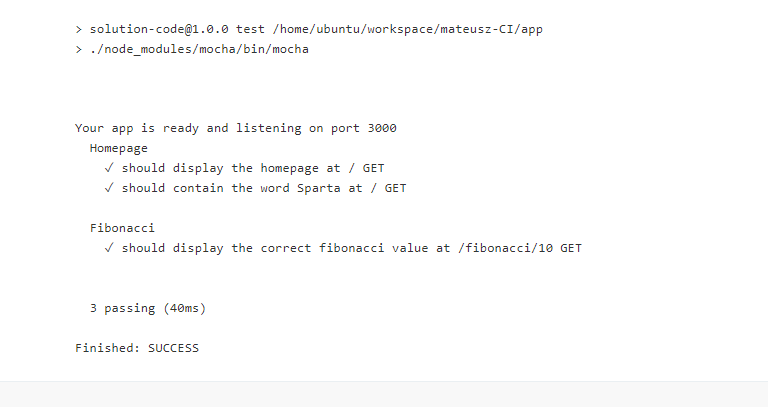 > solution-code@1.0.0 test /home/ubuntu/workspace/mateusz-CI/app
> ./node_modules/mocha/bin/mocha
Your app is ready and listening on port 3000
Homepage
✓ should display the homepage at / GET
✓ should contain the word Sparta at / GET
Fibonacci
✓ should display the correct fibonacci value at /fibonacci/10 GET
3 passing (40ms)
Finished: SUCCESS